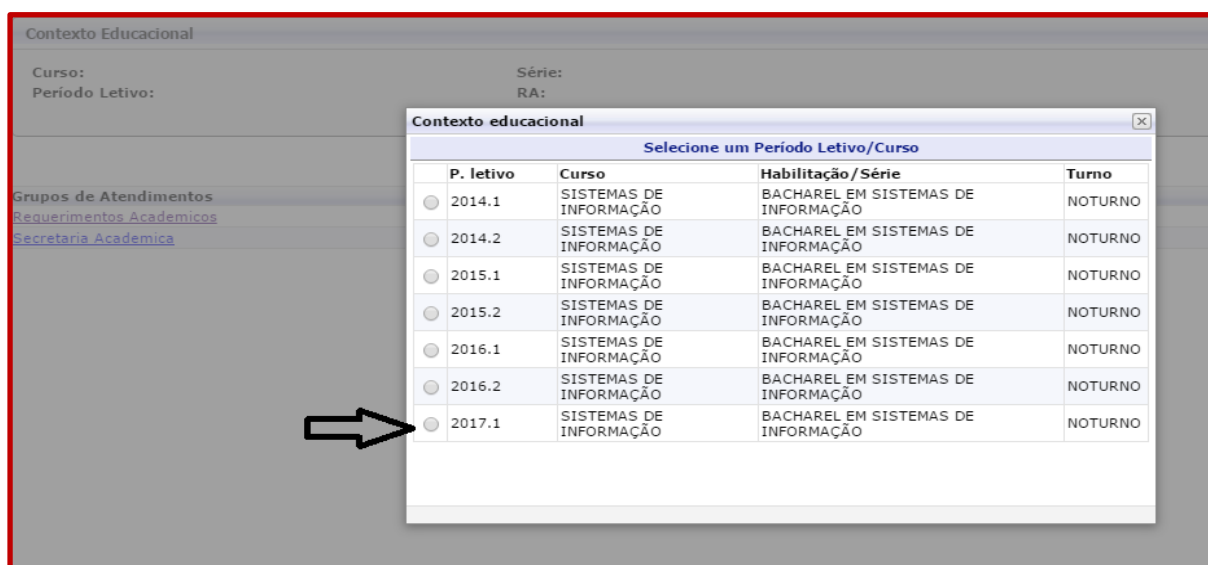 Contexto Educacional
Curso: Série:
Período Letivo: RA:
Grupos de Atendimentos
Requerimentos Academicos
Secretaria Academica
Contexto educacional
Selecione um Período Letivo/Curso
P. letivo Curso Habilitação/Série Turno
2014.1 SISTEMAS DE INFORMAÇÃO BACHAREL EM SISTEMAS DE INFORMAÇÃO NOTURNO
2014.2 SISTEMAS DE INFORMAÇÃO BACHAREL EM SISTEMAS DE INFORMAÇÃO NOTURNO
2015.1 SISTEMAS DE INFORMAÇÃO BACHAREL EM SISTEMAS DE INFORMAÇÃO NOTURNO
2015.2 SISTEMAS DE INFORMAÇÃO BACHAREL EM SISTEMAS DE INFORMAÇÃO NOTURNO
2016.1 SISTEMAS DE INFORMAÇÃO BACHAREL EM SISTEMAS DE INFORMAÇÃO NOTURNO
2016.2 SISTEMAS DE INFORMAÇÃO BACHAREL EM SISTEMAS DE INFORMAÇÃO NOTURNO
2017.1 SISTEMAS DE INFORMAÇÃO BACHAREL EM SISTEMAS DE INFORMAÇÃO NOTURNO